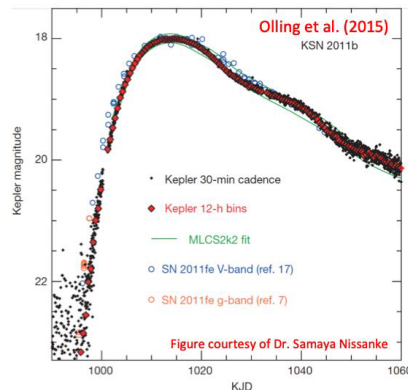 Olling et al. (2015)
KSN 2011b
18
20
22
Kepler magnitude
Kepler 30-min cadence
Kepler 12-h bins
MLCS2k2 fit
SN 2011fe V-band (ref. 17)
SN 2011fe g-band (ref. 7)
Figure courtesy of Dr. Samaya Nissanke
1000
1020
1040
1060
KJD